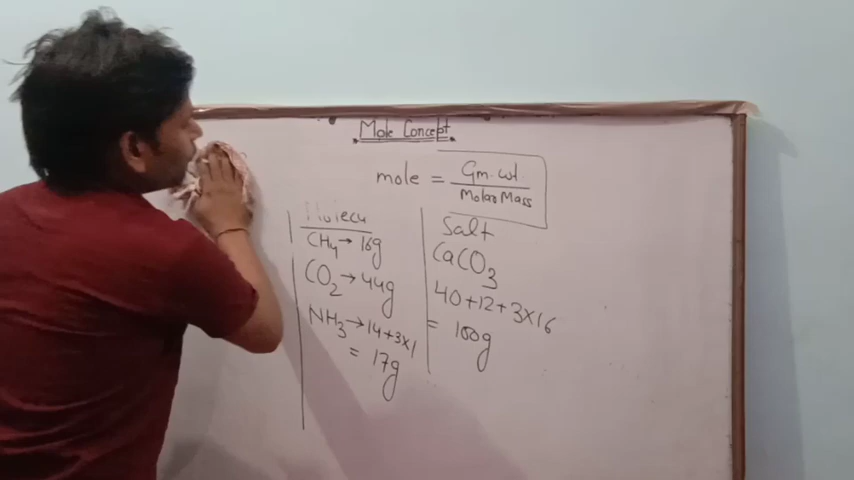 Mole Concept
mole = Gm. wt.
Molar Mass
Molecu
CH4 → 16g
CO2 → 44g
NH3 → 14+3×1
= 17g
Salt
CaCO3
40+12+3×16
= 100g